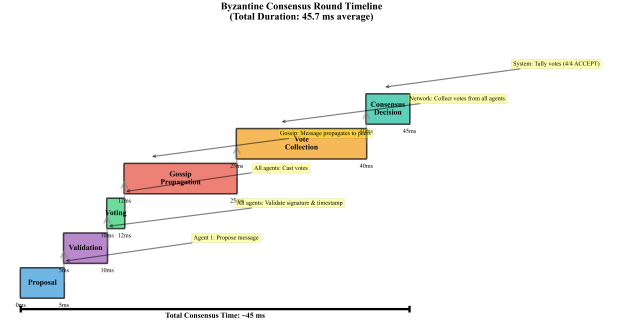 Byzantine Consensus Round Timeline
(Total Duration: 45.7 ms average)
System: Tally votes (4/4 ACCEPT)
Consensus
Decision
Network: Collect votes from all agents
40ms
45ms
Gossip: Message propagates to peers
Vote
Collection
25ms
40ms
All agents: Cast votes
Gossip
Propagation
12ms
25ms
All agents: Validate signature & timestamp
Voting
10ms
12ms
Agent 1: Propose message
Validation
5ms
10ms
Proposal
0ms
5ms
Total Consensus Time: ~45 ms